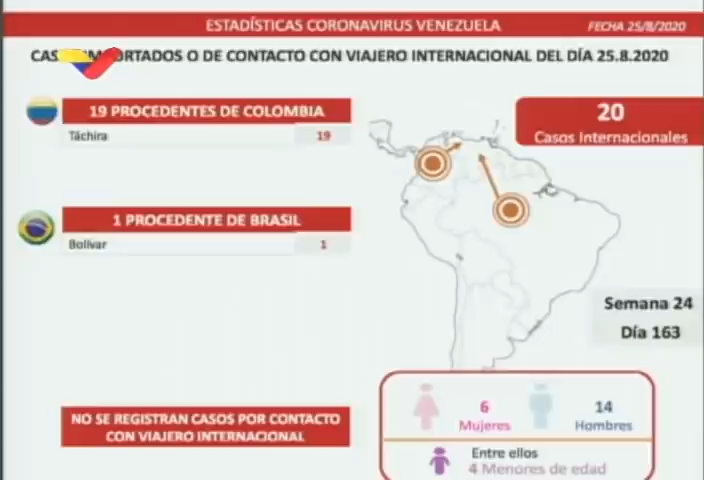 ESTADÍSTICAS CORONAVIRUS VENEZUELA
FECHA 25/8/2020
ORTADOS O DE CONTACTO CON VIAJERO INTERNACIONAL DEL DÍA 25.8.2020
19 PROCEDENTES DE COLOMBIA
Táchira 19
20
Casos Internacionales
1 PROCEDENTE DE BRASIL
Bolívar 1
Semana 24
Día 163
NO SE REGISTRAN CASOS POR CONTACTO
CON VIAJERO INTERNACIONAL
6
Mujeres
14
Hombres
Entre ellos
4 Menores de edad